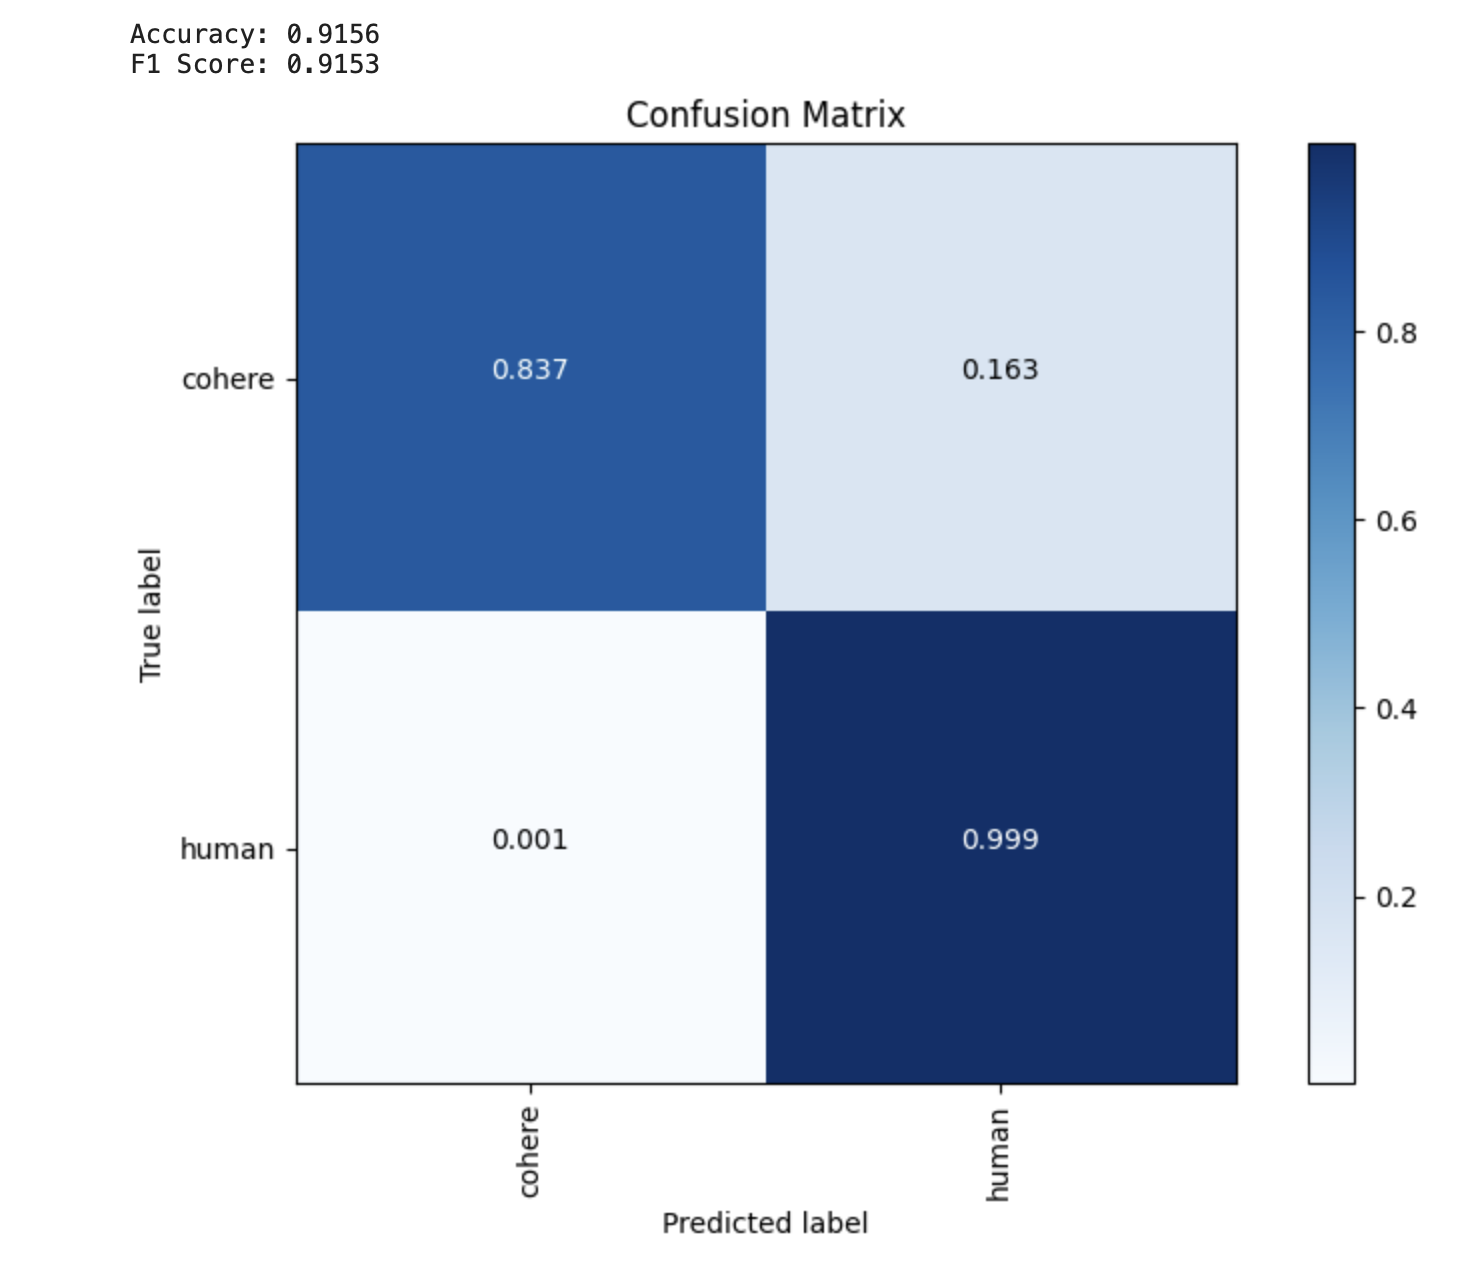 Accuracy: 0.9156
F1 Score: 0.9153
Confusion Matrix
True label
cohere
0.837
0.163
human
0.001
0.999
cohere
human
Predicted label
0.8
0.6
0.4
0.2